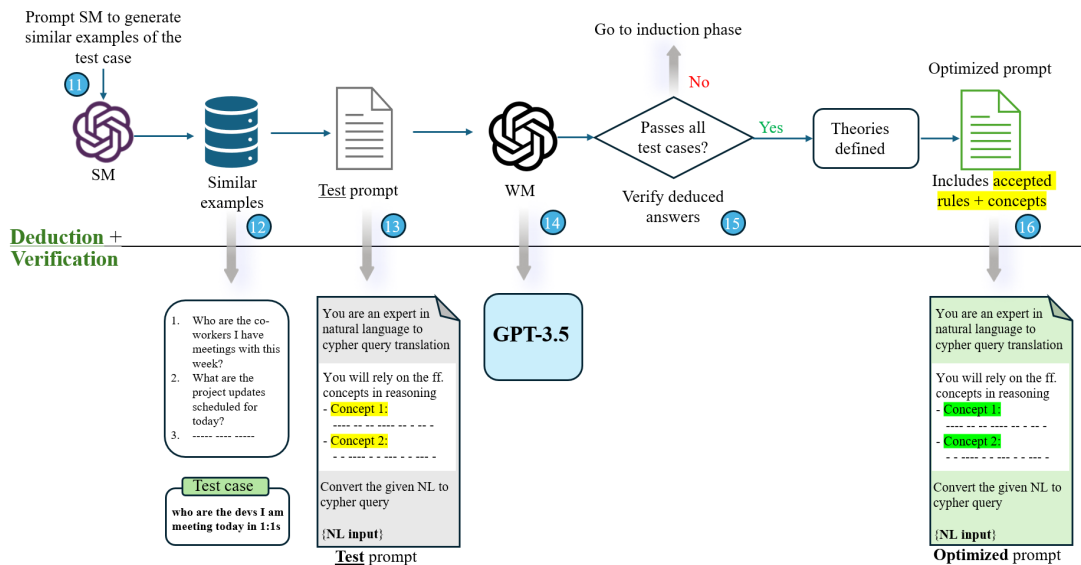 Prompt SM to generate
similar examples of the
test case
11
SM
Similar
examples
12
Test prompt
13
WM
14
Go to induction phase
No
Passes all
test cases?
Yes
Verify deduced
answers
15
Theories
defined
Optimized prompt
Includes accepted
rules + concepts
16
Deduction +
Verification
1. Who are the co-
workers I have
meetings with this
week?
2. What are the
project updates
scheduled for
today?
3. ----- ---- -----
Test case
who are the devs I am
meeting today in 1:1s
You are an expert in
natural language to
cypher query translation
You will rely on the ff.
concepts in reasoning
- Concept 1:
---- -- -- ---- -- - -- -
- Concept 2:
- - ---- - - --- - - --- -
Convert the given NL to
cypher query
{NL input}
Test prompt
GPT-3.5
You are an expert in
natural language to
cypher query translation
You will rely on the ff.
concepts in reasoning
- Concept 1:
---- -- -- ---- -- - -- -
- Concept 2:
- - ---- - - --- - - --- -
Convert the given NL to
cypher query
{NL input}
Optimized prompt